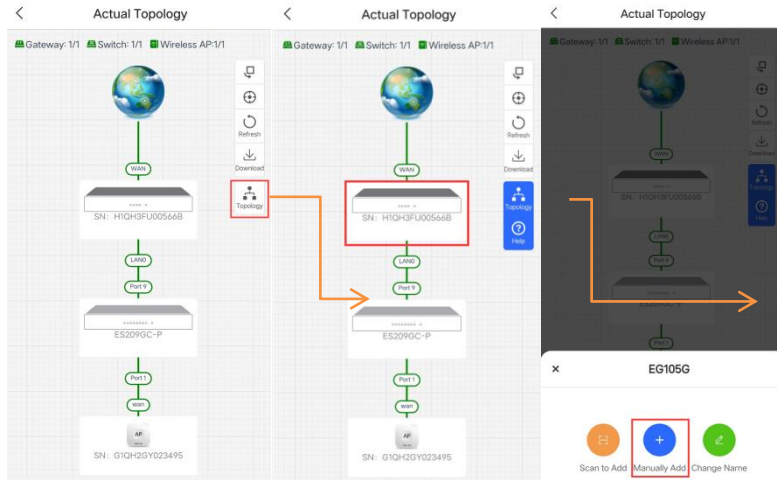 Actual Topology
Gateway: 1/1 Switch: 1/1 Wireless AP:1/1
Refresh
Download
Topology
WAN
SN: H1QH3FU00566B
LAN0
Port 9
ES209GC-P
Port 1
wan
AP
SN: G1QH2GY023495
Actual Topology
Gateway: 1/1 Switch: 1/1 Wireless AP:1/1
Refresh
Download
Topology
Help
WAN
SN: H1QH3FU00566B
LAN0
Port 9
ES209GC-P
Port 1
wan
AP
SN: G1QH2GY023495
Actual Topology
Gateway: 1/1 Switch: 1/1 Wireless AP:1/1
Refresh
Download
Topology
Help
WAN
SN: H1QH3FU00566B
LAN0
Port 9
ES209GC-P
Port 1
× EG105G
Scan to Add Manually Add Change Name